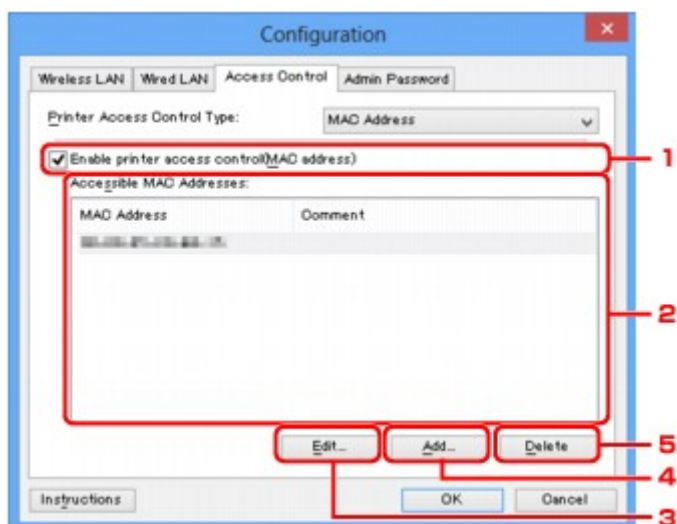 Configuration
Wireless LAN Wired LAN Access Control Admin Password
Printer Access Control Type: MAC Address
Enable printer access control(MAC address) 1
Accessible MAC Addresses:
MAC Address Comment
2
Edit... Add... Delete 5
4
Instructions OK Cancel
3